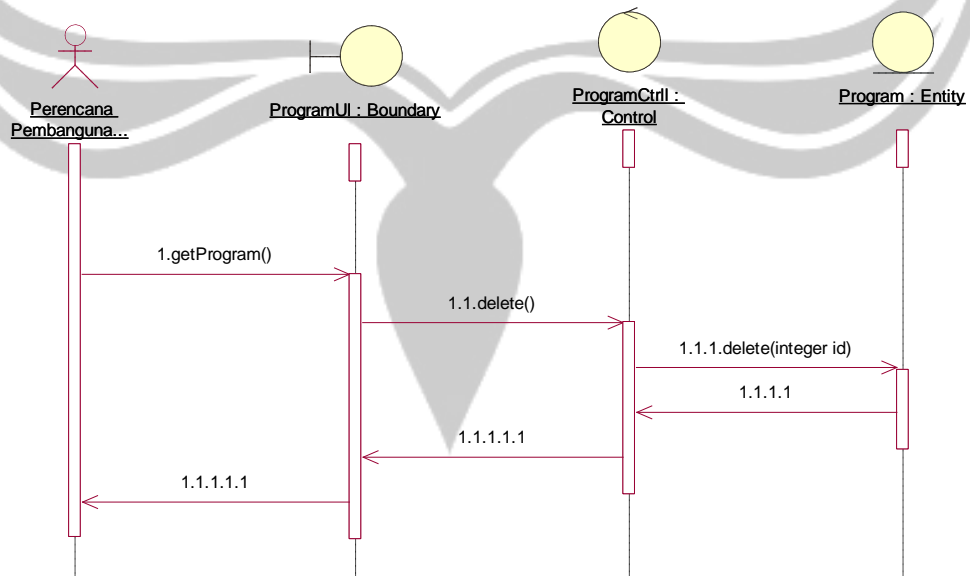 Perencana
Pembanguna...
ProgramUI : Boundary
ProgramCtrll :
Control
Program : Entity
1.getProgram()
1.1.delete()
1.1.1.delete(integer id)
1.1.1.1
1.1.1.1.1
1.1.1.1.1